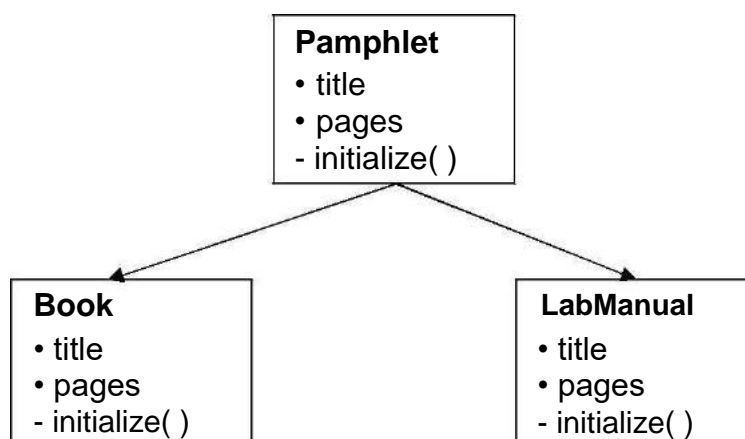 Pamphlet
• title
• pages
- initialize( )
Book
• title
• pages
- initialize( )
LabManual
• title
• pages
- initialize( )